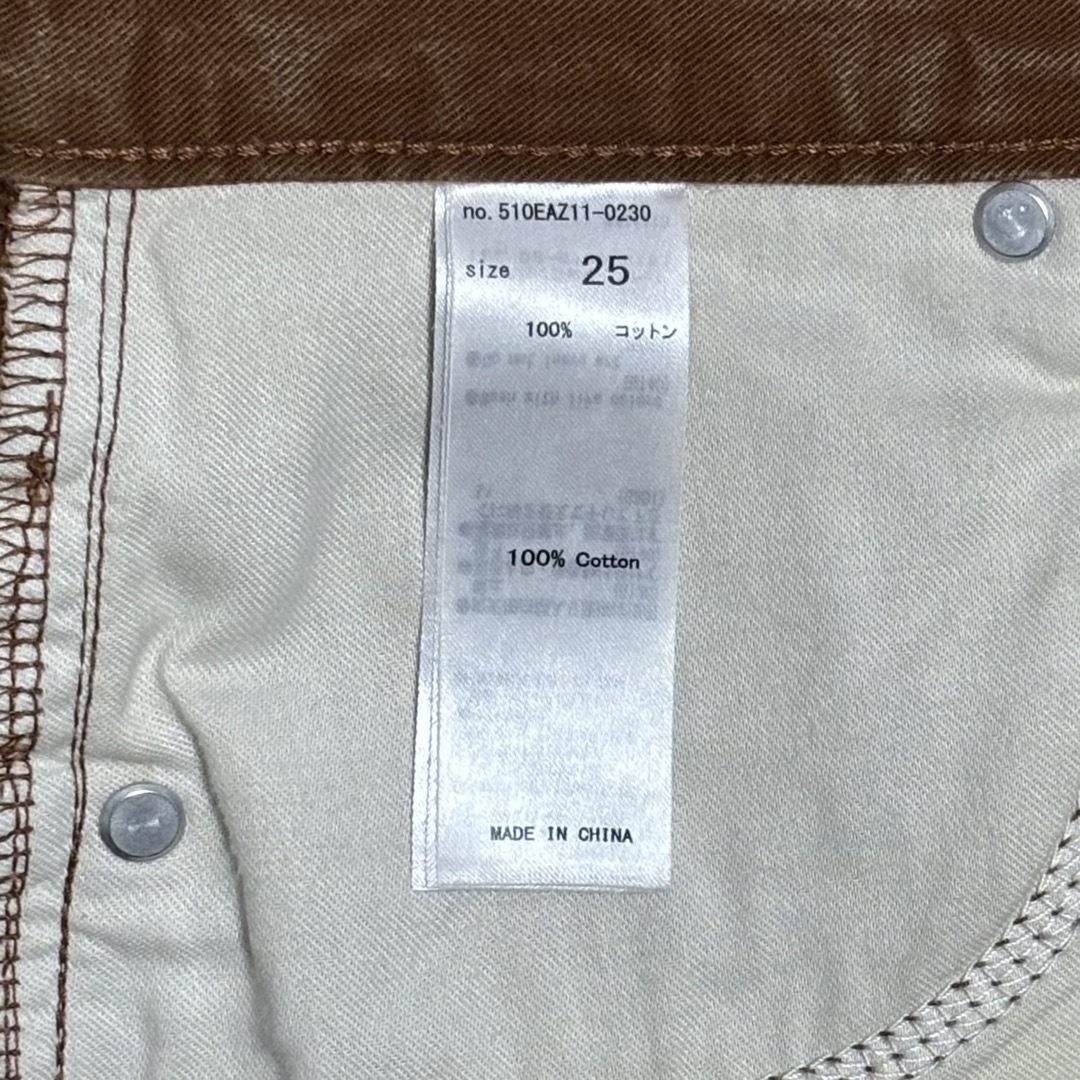 no. 510EAZ11-0230
size 25
100% コットン
100% Cotton
MADE IN CHINA